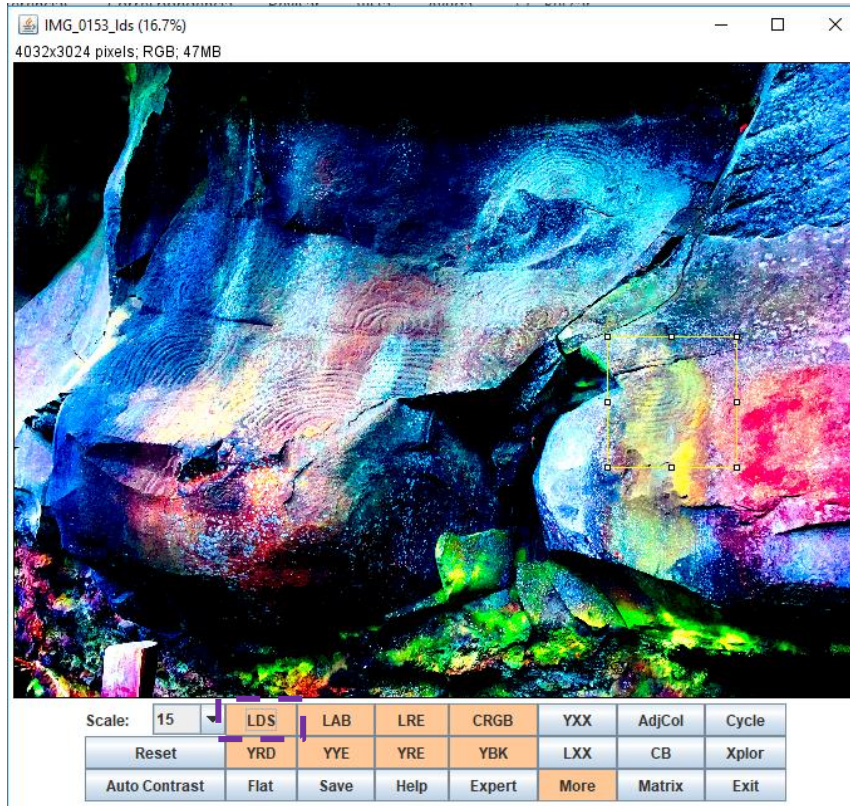 IMG_0153_lds (16.7%)
4032x3024 pixels; RGB; 47MB
Scale: 15 LDS LAB LRE CRGB YXX AdjCol Cycle
Reset YRD YYE YRE YBK LXX CB Xplor
Auto Contrast Flat Save Help Expert More Matrix Exit